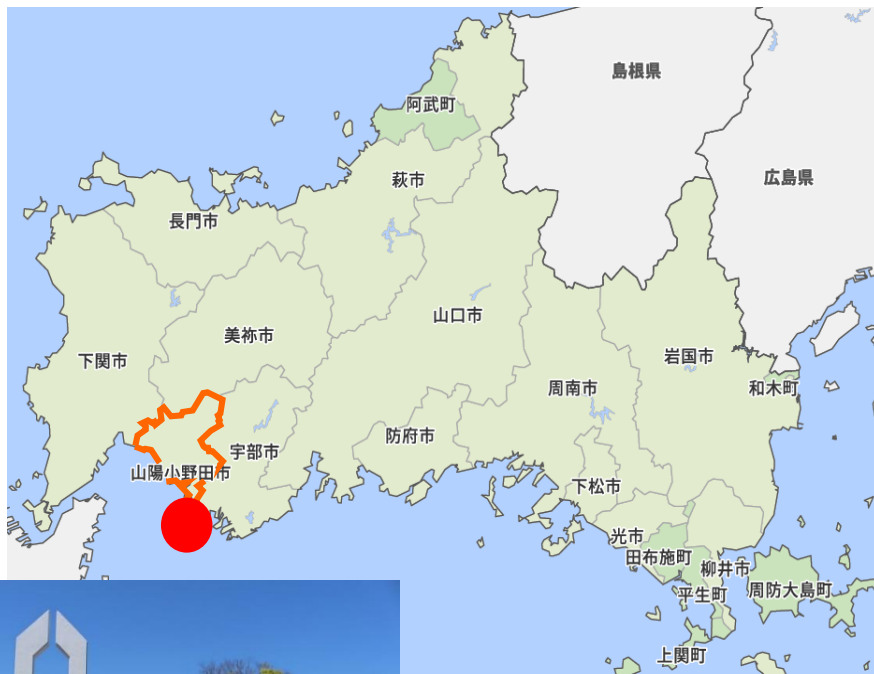 島根県
阿武町
広島県
萩市
長門市
山口市
美祢市
岩国市
下関市
周南市
和木町
防府市
宇部市
山陽小野田市
下松市
光市
田布施町
柳井市
周防大島町
平生町
上関町